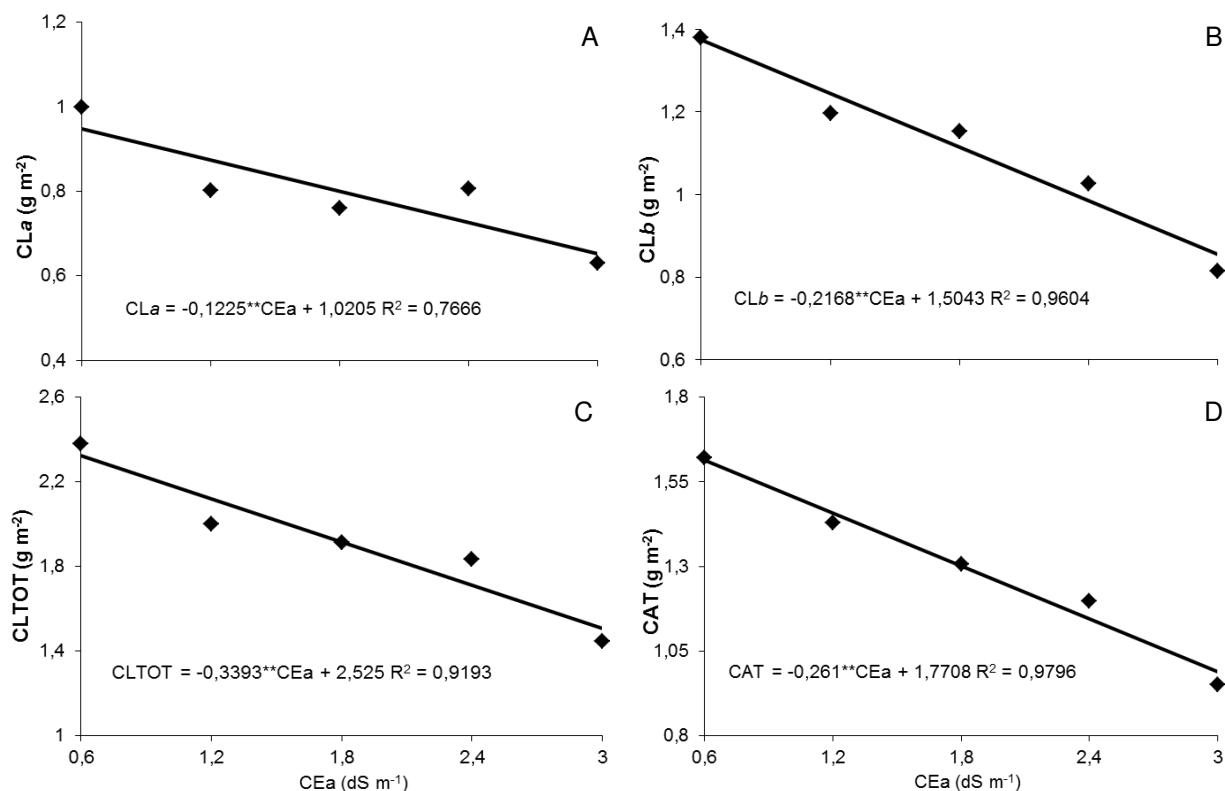 A
1,2
1
0,8
0,6
0,4
CLa (g m-2)
CLa = -0,1225**CEa + 1,0205 R² = 0,7666
B
1,4
1,2
1
0,8
0,6
CLb (g m-2)
CLb = -0,2168**CEa + 1,5043 R² = 0,9604
C
2,6
2,2
1,8
1,4
1
CLTOT (g m-2)
CLTOT = -0,3393**CEa + 2,525 R² = 0,9193
0,6 1,2 1,8 2,4 3
CEa (dS m-1)
D
1,8
1,55
1,3
1,05
0,8
CAT (g m-2)
CAT = -0,261**CEa + 1,7708 R² = 0,9796
0,6 1,2 1,8 2,4 3
CEa (dS m-1)